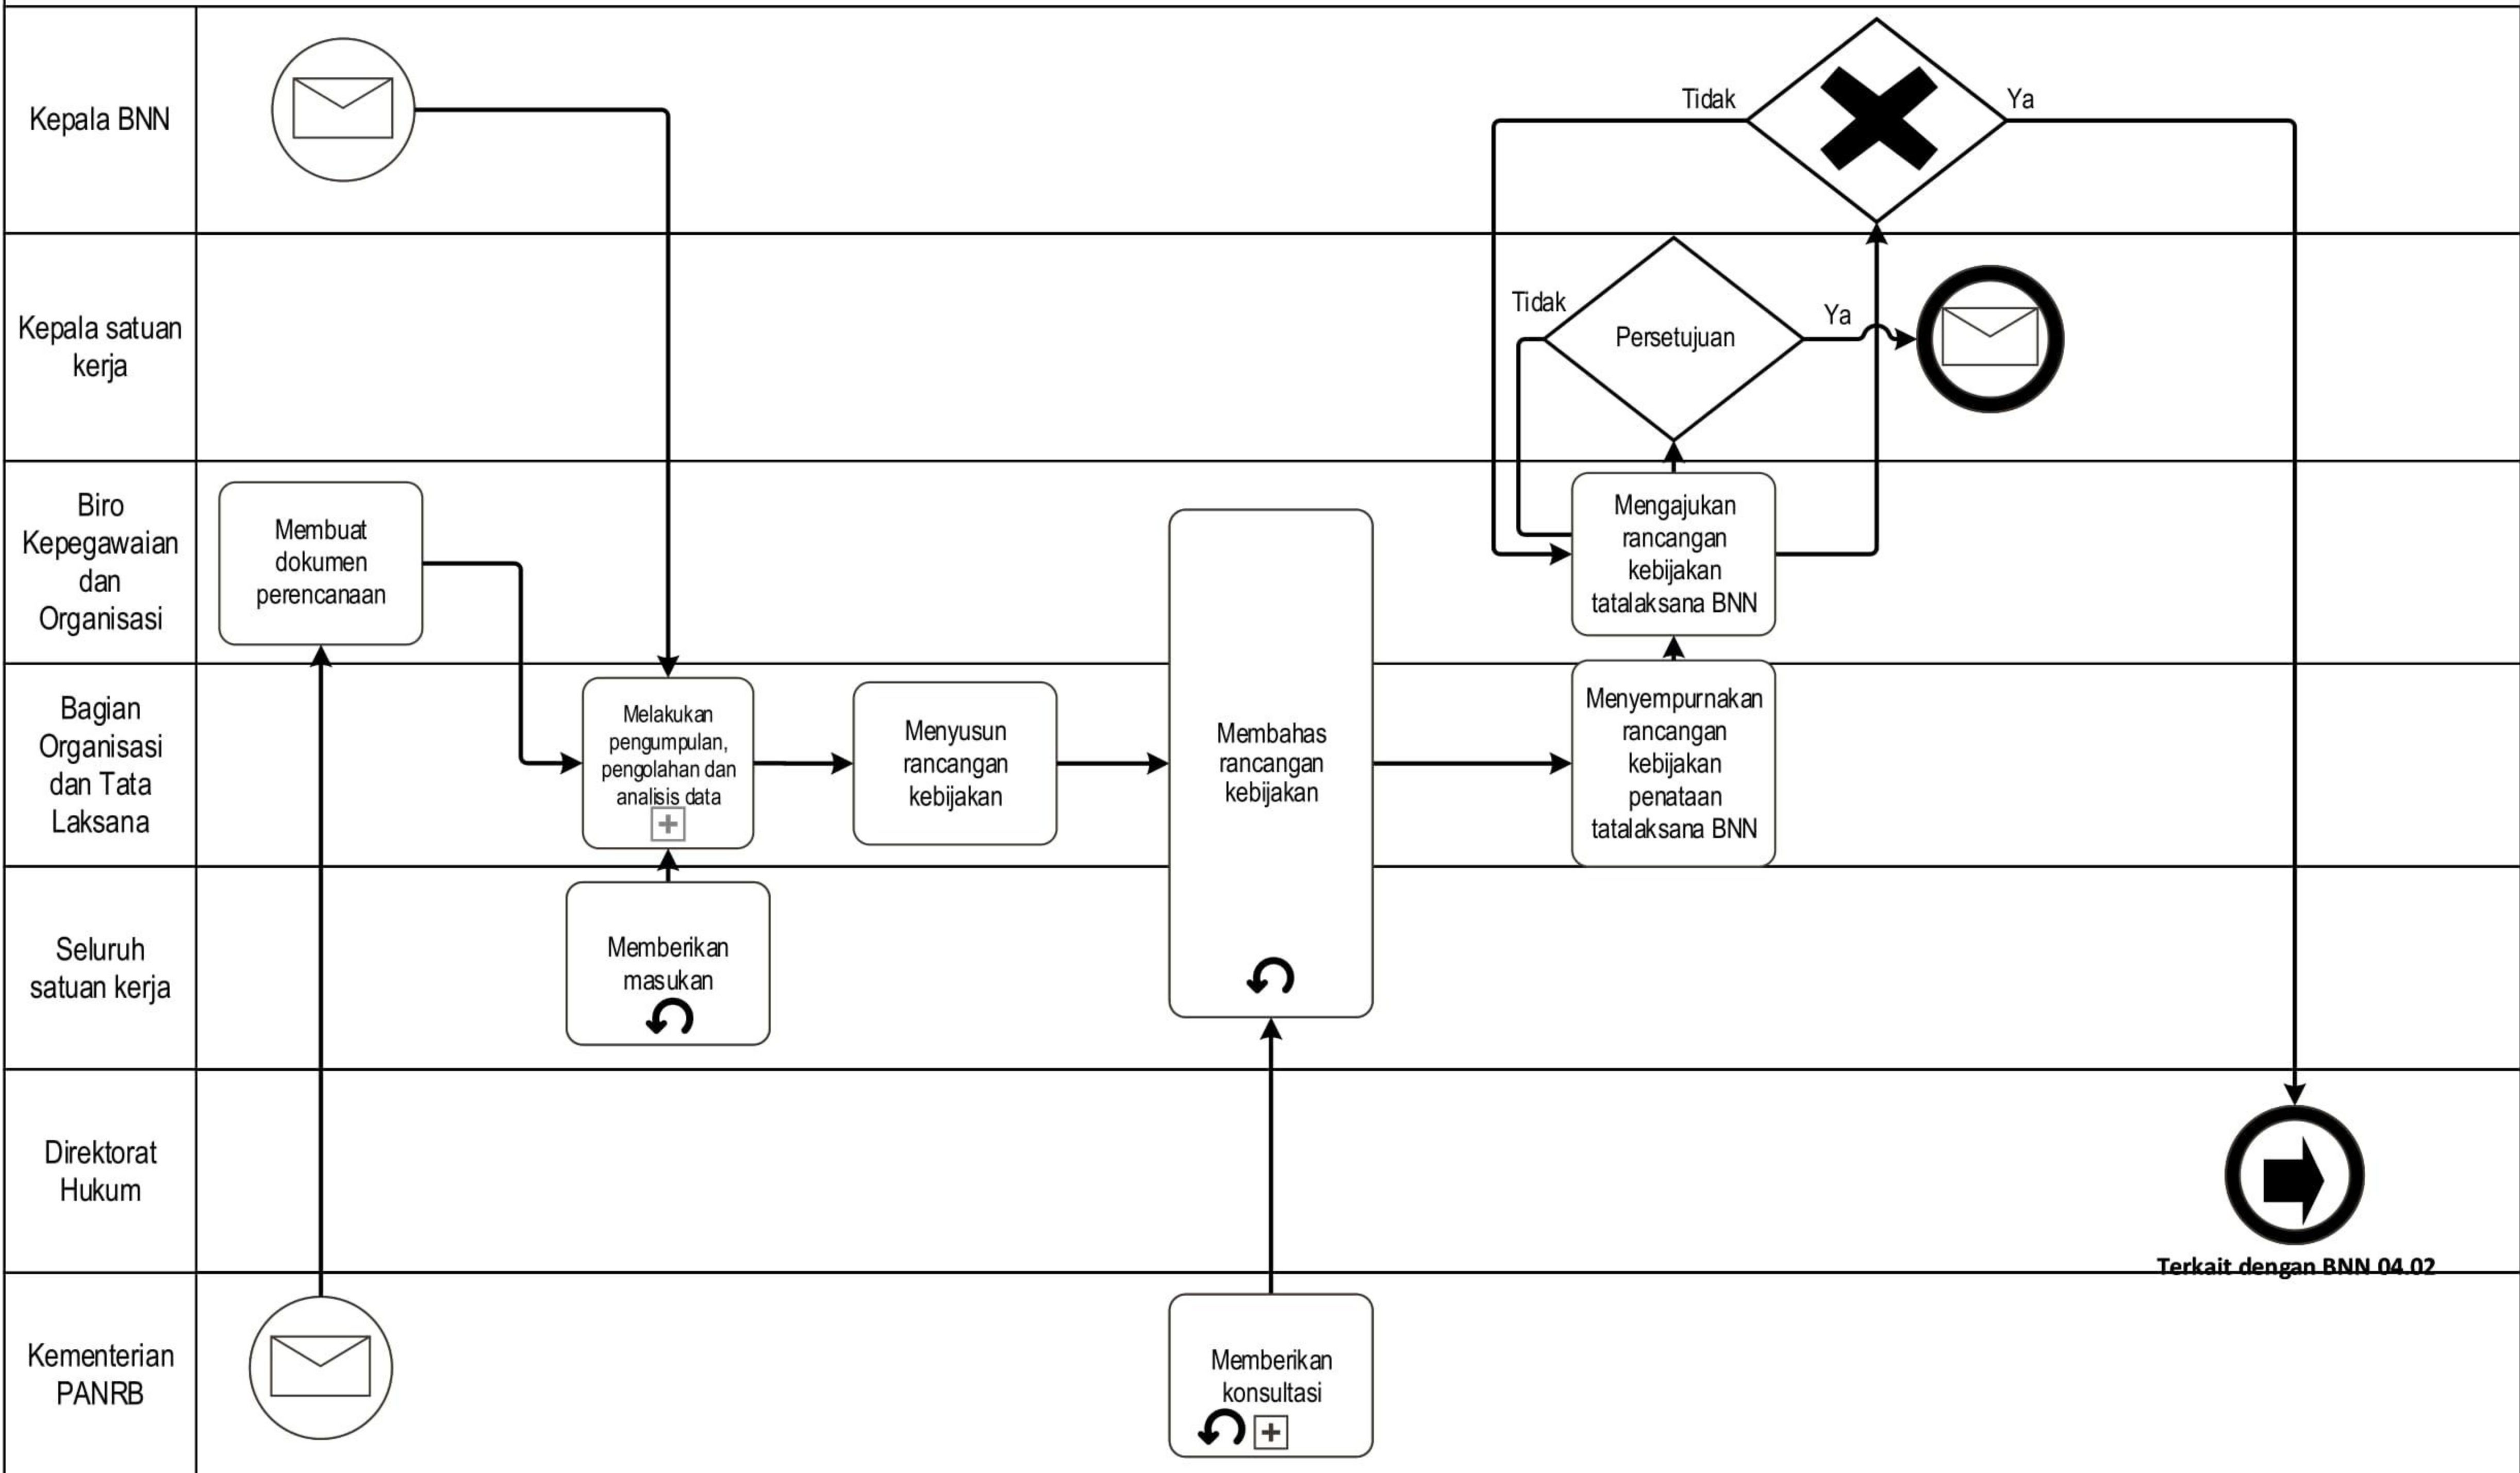 Kepala BNN
Tidak
Ya
Kepala satuan
kerja
Tidak
Persetujuan
Ya
Biro
Kepegawaian
dan
Organisasi
Membuat
dokumen
perencanaan
Mengajukan
rancangan
kebijakan
tatalaksana BNN
Bagian
Organisasi
dan Tata
Laksana
Melakukan
pengumpulan,
pengolahan dan
analisis data
Menyusun
rancangan
kebijakan
Membahas
rancangan
kebijakan
Menyempurnakan
rancangan
kebijakan
penataan
tatalaksana BNN
Seluruh
satuan kerja
Memberikan
masukan
Direktorat
Hukum
Terkait dengan BNN 04.02
Kementerian
PANRB
Memberikan
konsultasi